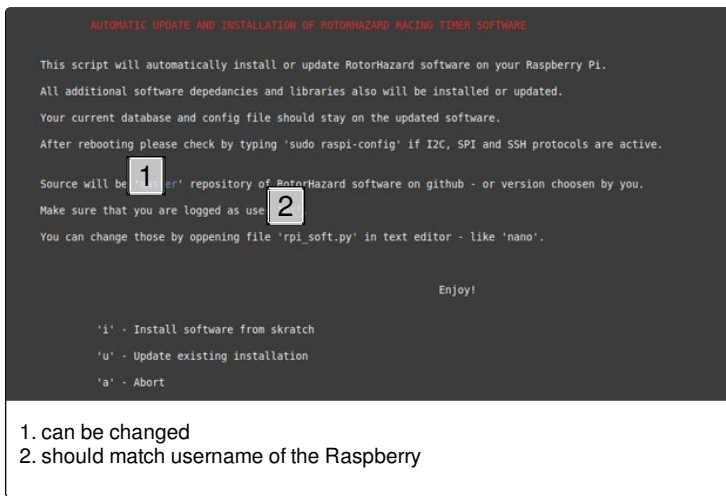 AUTOMATIC UPDATE AND INSTALLATION OF ROTORHAZARD RACING TIMER SOFTWARE
This script will automatically install or update RotorHazard software on your Raspberry Pi.
All additional software depedancies and libraries also will be installed or updated.
Your current database and config file should stay on the updated software.
After rebooting please check by typing 'sudo raspi-config' if I2C, SPI and SSH protocols are active.
Source will be 1 er' repository of RotorHazard software on github - or version choosen by you.
Make sure that you are logged as use 2 .
You can change those by oppening file 'rpi_soft.py' in text editor - like 'nano'.
Enjoy!
'i' - Install software from skratch
'u' - Update existing installation
'a' - Abort
1. can be changed
2. should match username of the Raspberry